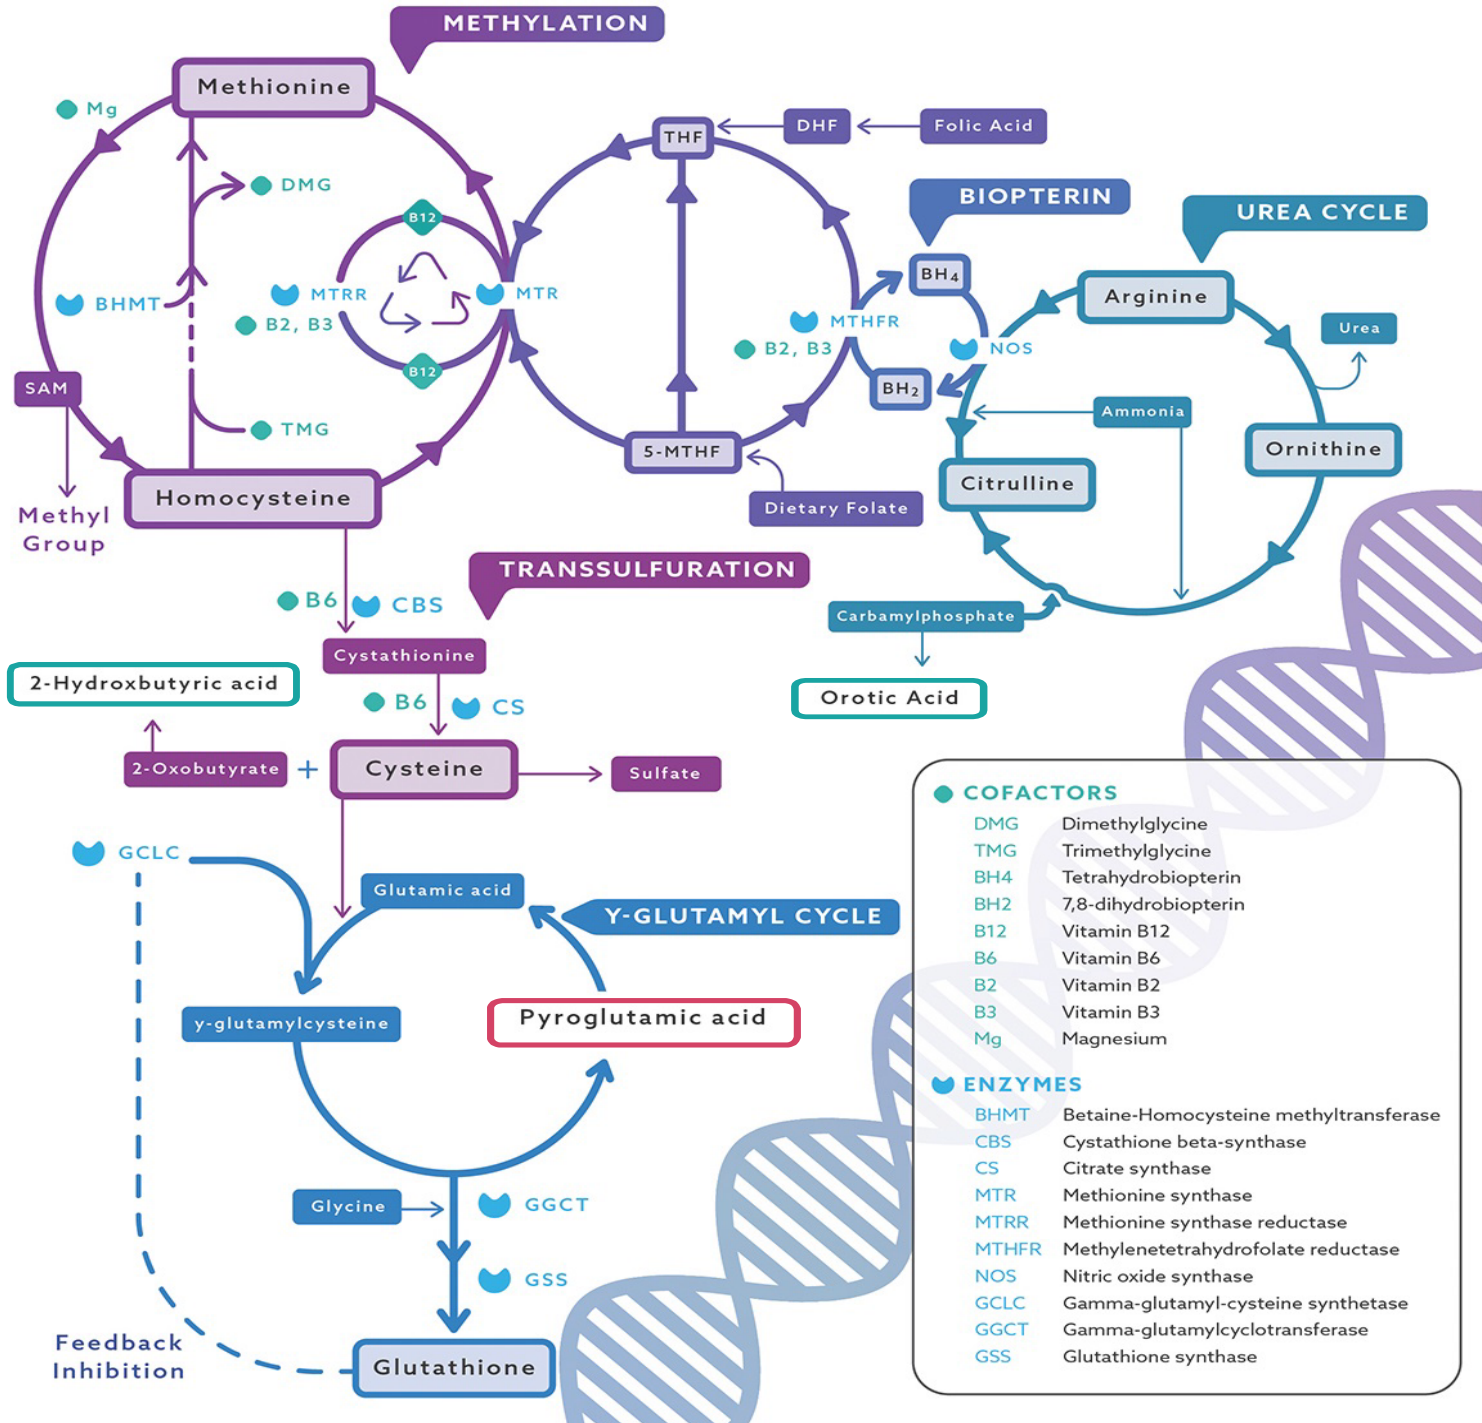 METHYLATION
Methionine
Mg
DMG
B12
BHMT
MTRR
B2, B3
MTR
B12
SAM
TMG
Homocysteine
Methyl
Group
THF
DHF
Folic Acid
MTHFR
B2, B3
5-MTHF
Dietary Folate
BIOPTERIN
BH4
NOS
BH2
UREA CYCLE
Arginine
Urea
Ammonia
Ornithine
Citrulline
Carbamylphosphate
Orotic Acid
TRANSSULFURATION
B6
CBS
Cystathionine
2-Hydroxbutyric acid
B6
CS
2-Oxobutyrate
+
Cysteine
Sulfate
GCLC
Glutamic acid
Y-GLUTAMYL CYCLE
y-glutamylcysteine
Pyroglutamic acid
Glycine
GGCT
GSS
Feedback
Inhibition
Glutathione
COFACTORS
DMG Dimethylglycine
TMG Trimethylglycine
BH4 Tetrahydrobiopterin
BH2 7,8-dihydrobiopterin
B12 Vitamin B12
B6 Vitamin B6
B2 Vitamin B2
B3 Vitamin B3
Mg Magnesium
ENZYMES
BHMT Betaine-Homocysteine methyltransferase
CBS Cystathione beta-synthase
CS Citrate synthase
MTR Methionine synthase
MTRR Methionine synthase reductase
MTHFR Methylenetetrahydrofolate reductase
NOS Nitric oxide synthase
GCLC Gamma-glutamyl-cysteine synthetase
GGCT Gamma-glutamylcyclotransferase
GSS Glutathione synthase